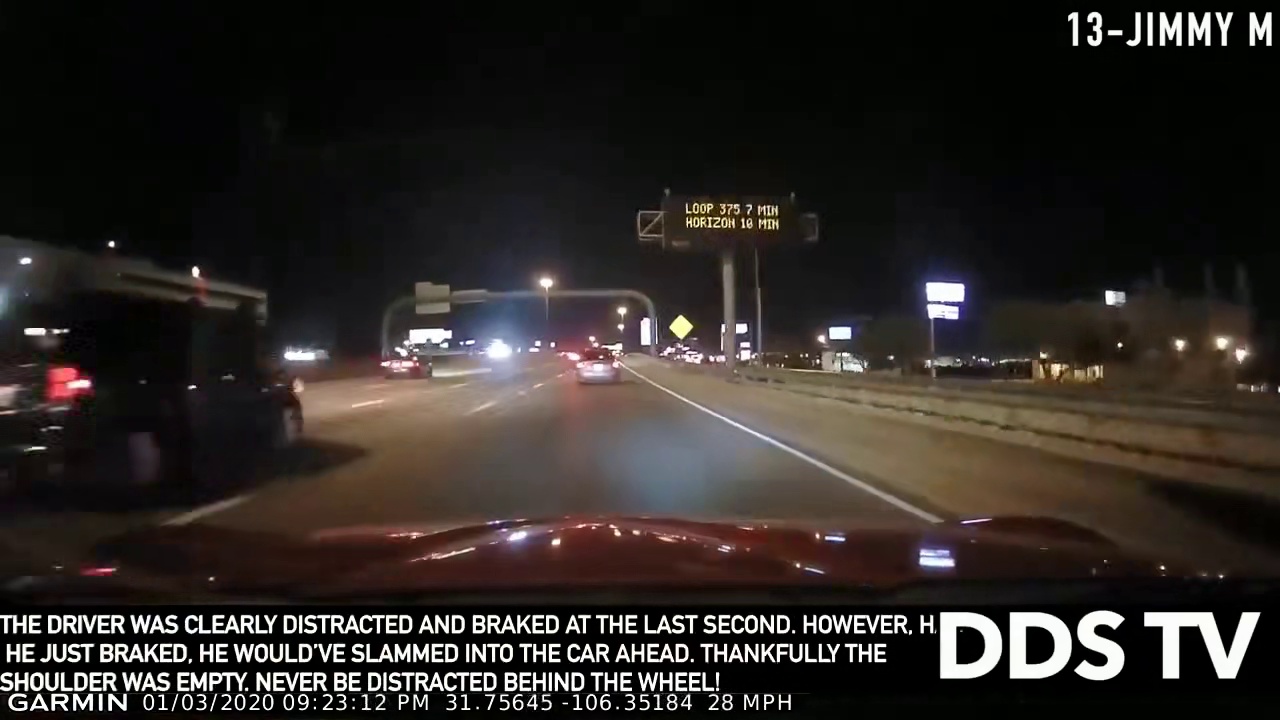 13-JIMMY M
LOOP 375 7 MIN
HORIZON 10 MIN
THE DRIVER WAS CLEARLY DISTRACTED AND BRAKED AT THE LAST SECOND. HOWEVER,
HE JUST BRAKED, HE WOULD'VE SLAMMED INTO THE CAR AHEAD. THANKFULLY THE
SHOULDER WAS EMPTY. NEVER BE DISTRACTED BEHIND THE WHEEL!
DDS TV
GARMIN 01/03/2020 09:23:12 PM 31.75645 -106.35184 28 MPH